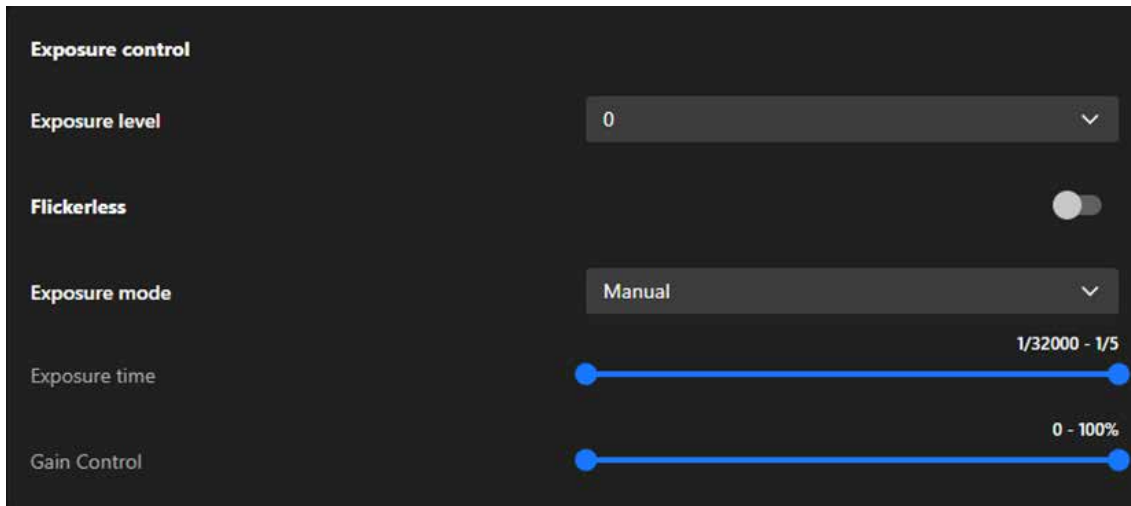 Exposure control
Exposure level 0
Flickerless
Exposure mode Manual
1/32000 - 1/5
Exposure time
0 - 100%
Gain Control